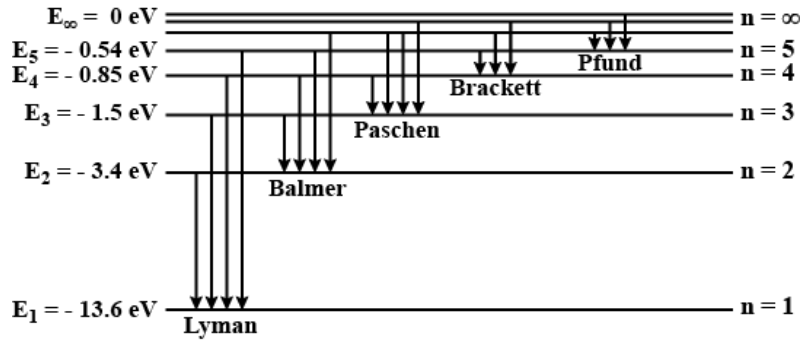 E∞ = 0 eV n = ∞
E5 = - 0.54 eV n = 5
Pfund
E4 = - 0.85 eV n = 4
Brackett
E3 = - 1.5 eV n = 3
Paschen
E2 = - 3.4 eV n = 2
Balmer
E1 = - 13.6 eV n = 1
Lyman